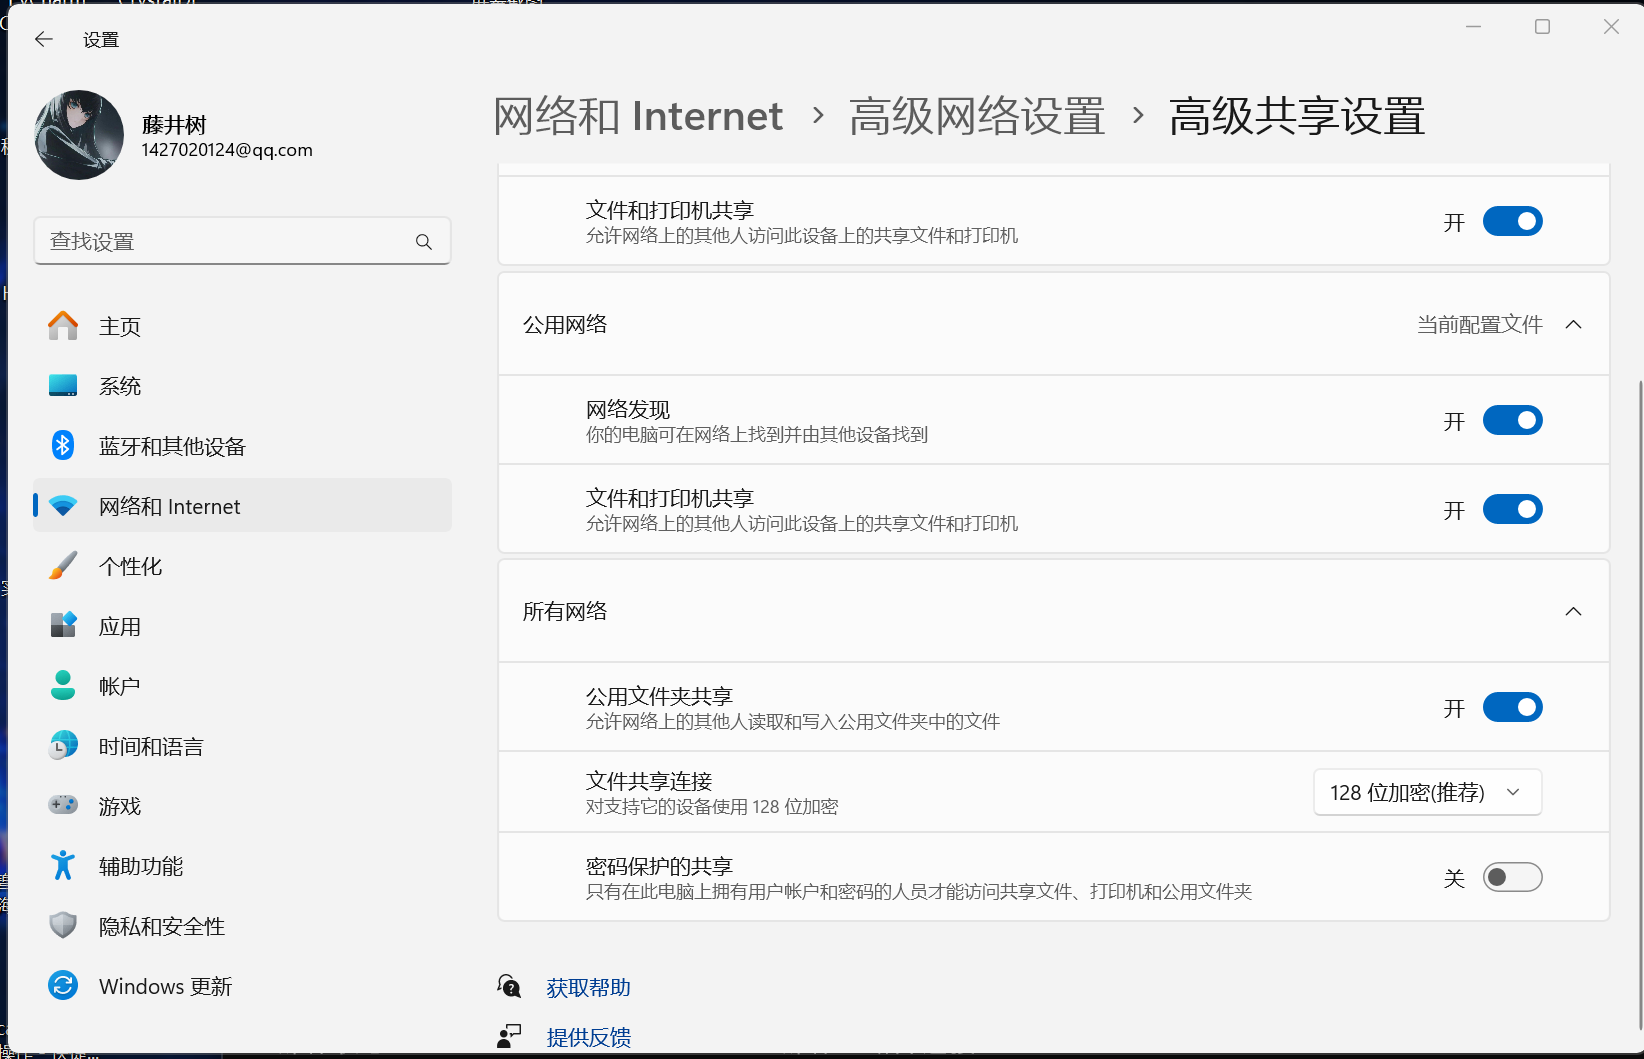 设置
藤井树
1427020124@qq.com
查找设置
主页
系统
蓝牙和其他设备
网络和 Internet
个性化
应用
帐户
时间和语言
游戏
辅助功能
隐私和安全性
Windows 更新
网络和 Internet › 高级网络设置 › 高级共享设置
文件和打印机共享
允许网络上的其他人访问此设备上的共享文件和打印机
开
公用网络
当前配置文件
网络发现
你的电脑可在网络上找到并由其他设备找到
开
文件和打印机共享
允许网络上的其他人访问此设备上的共享文件和打印机
开
所有网络
公用文件夹共享
允许网络上的其他人读取和写入公用文件夹中的文件
开
文件共享连接
对支持它的设备使用 128 位加密
128 位加密(推荐)
密码保护的共享
只有在此电脑上拥有用户帐户和密码的人员才能访问共享文件、打印机和公用文件夹
关
获取帮助
提供反馈